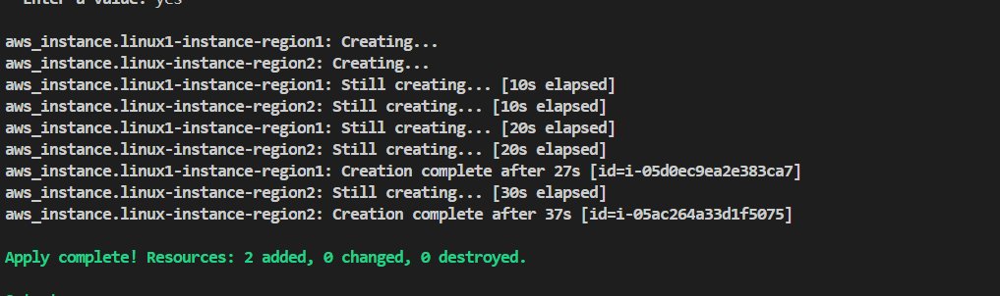 Enter a value: yes
aws_instance.linux1-instance-region1: Creating...
aws_instance.linux-instance-region2: Creating...
aws_instance.linux1-instance-region1: Still creating... [10s elapsed]
aws_instance.linux-instance-region2: Still creating... [10s elapsed]
aws_instance.linux1-instance-region1: Still creating... [20s elapsed]
aws_instance.linux-instance-region2: Still creating... [20s elapsed]
aws_instance.linux1-instance-region1: Creation complete after 27s [id=i-05d0ec9ea2e383ca7]
aws_instance.linux-instance-region2: Still creating... [30s elapsed]
aws_instance.linux-instance-region2: Creation complete after 37s [id=i-05ac264a33d1f5075]
Apply complete! Resources: 2 added, 0 changed, 0 destroyed.